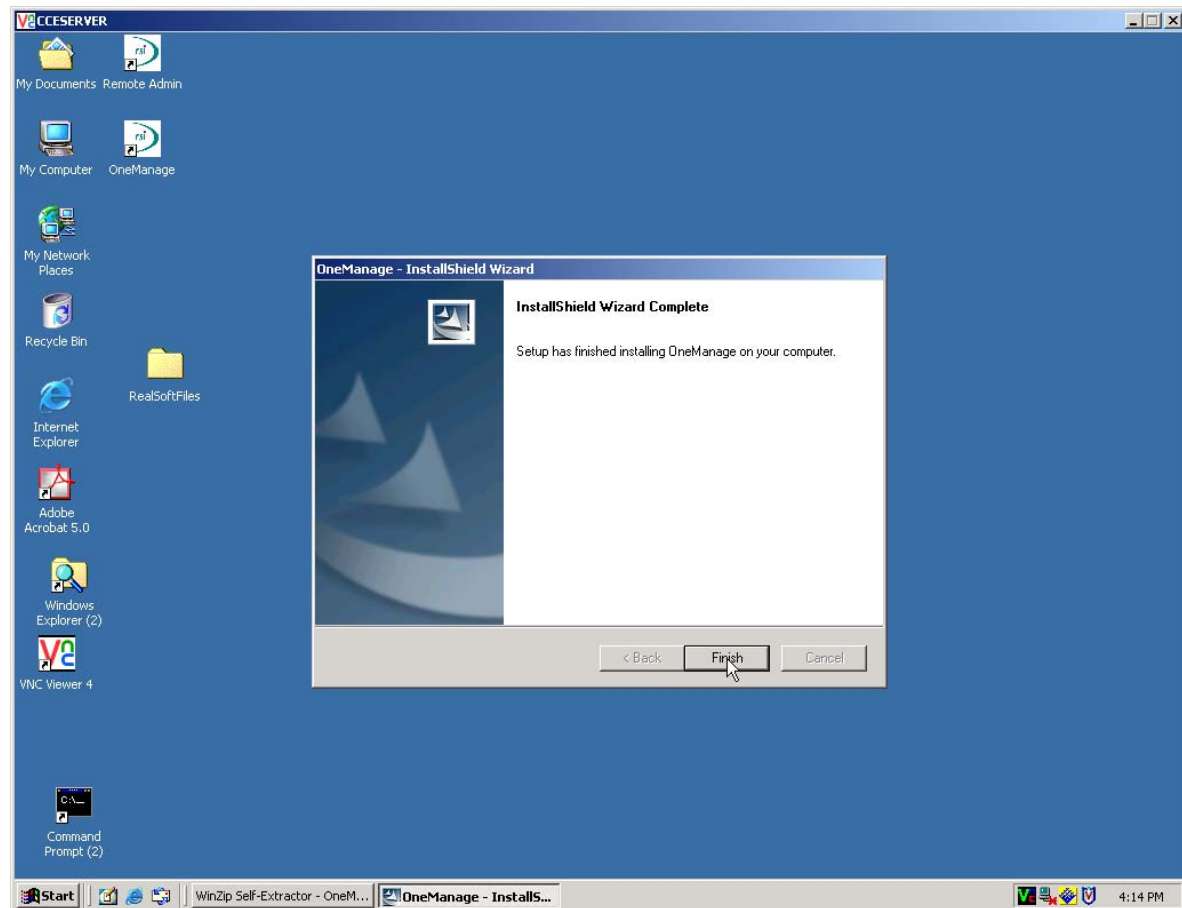 CCESERVER
My Documents
Remote Admin
rsi
My Computer
OneManage
rsi
My Network
Places
Recycle Bin
RealSoftFiles
Internet
Explorer
Adobe
Acrobat 5.0
Windows
Explorer (2)
VNC Viewer 4
C:\_
Command
Prompt (2)
OneManage - InstallShield Wizard
InstallShield Wizard Complete
Setup has finished installing OneManage on your computer.
< Back
Finish
Cancel
Start
WinZip Self-Extractor - OneM...
OneManage - InstallS...
4:14 PM